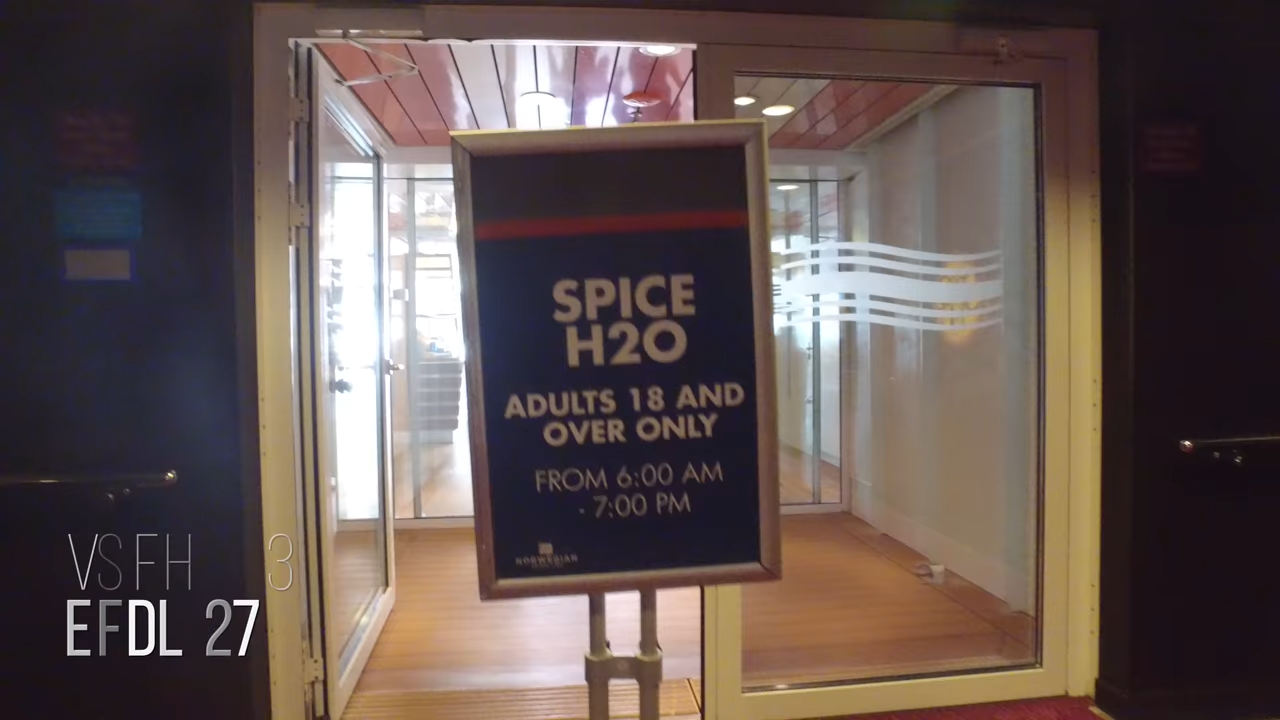 SPICE
H2O
ADULTS 18 AND
OVER ONLY
FROM 6:00 AM
- 7:00 PM
NORWEGIAN
VSFH 3
EFDL 27